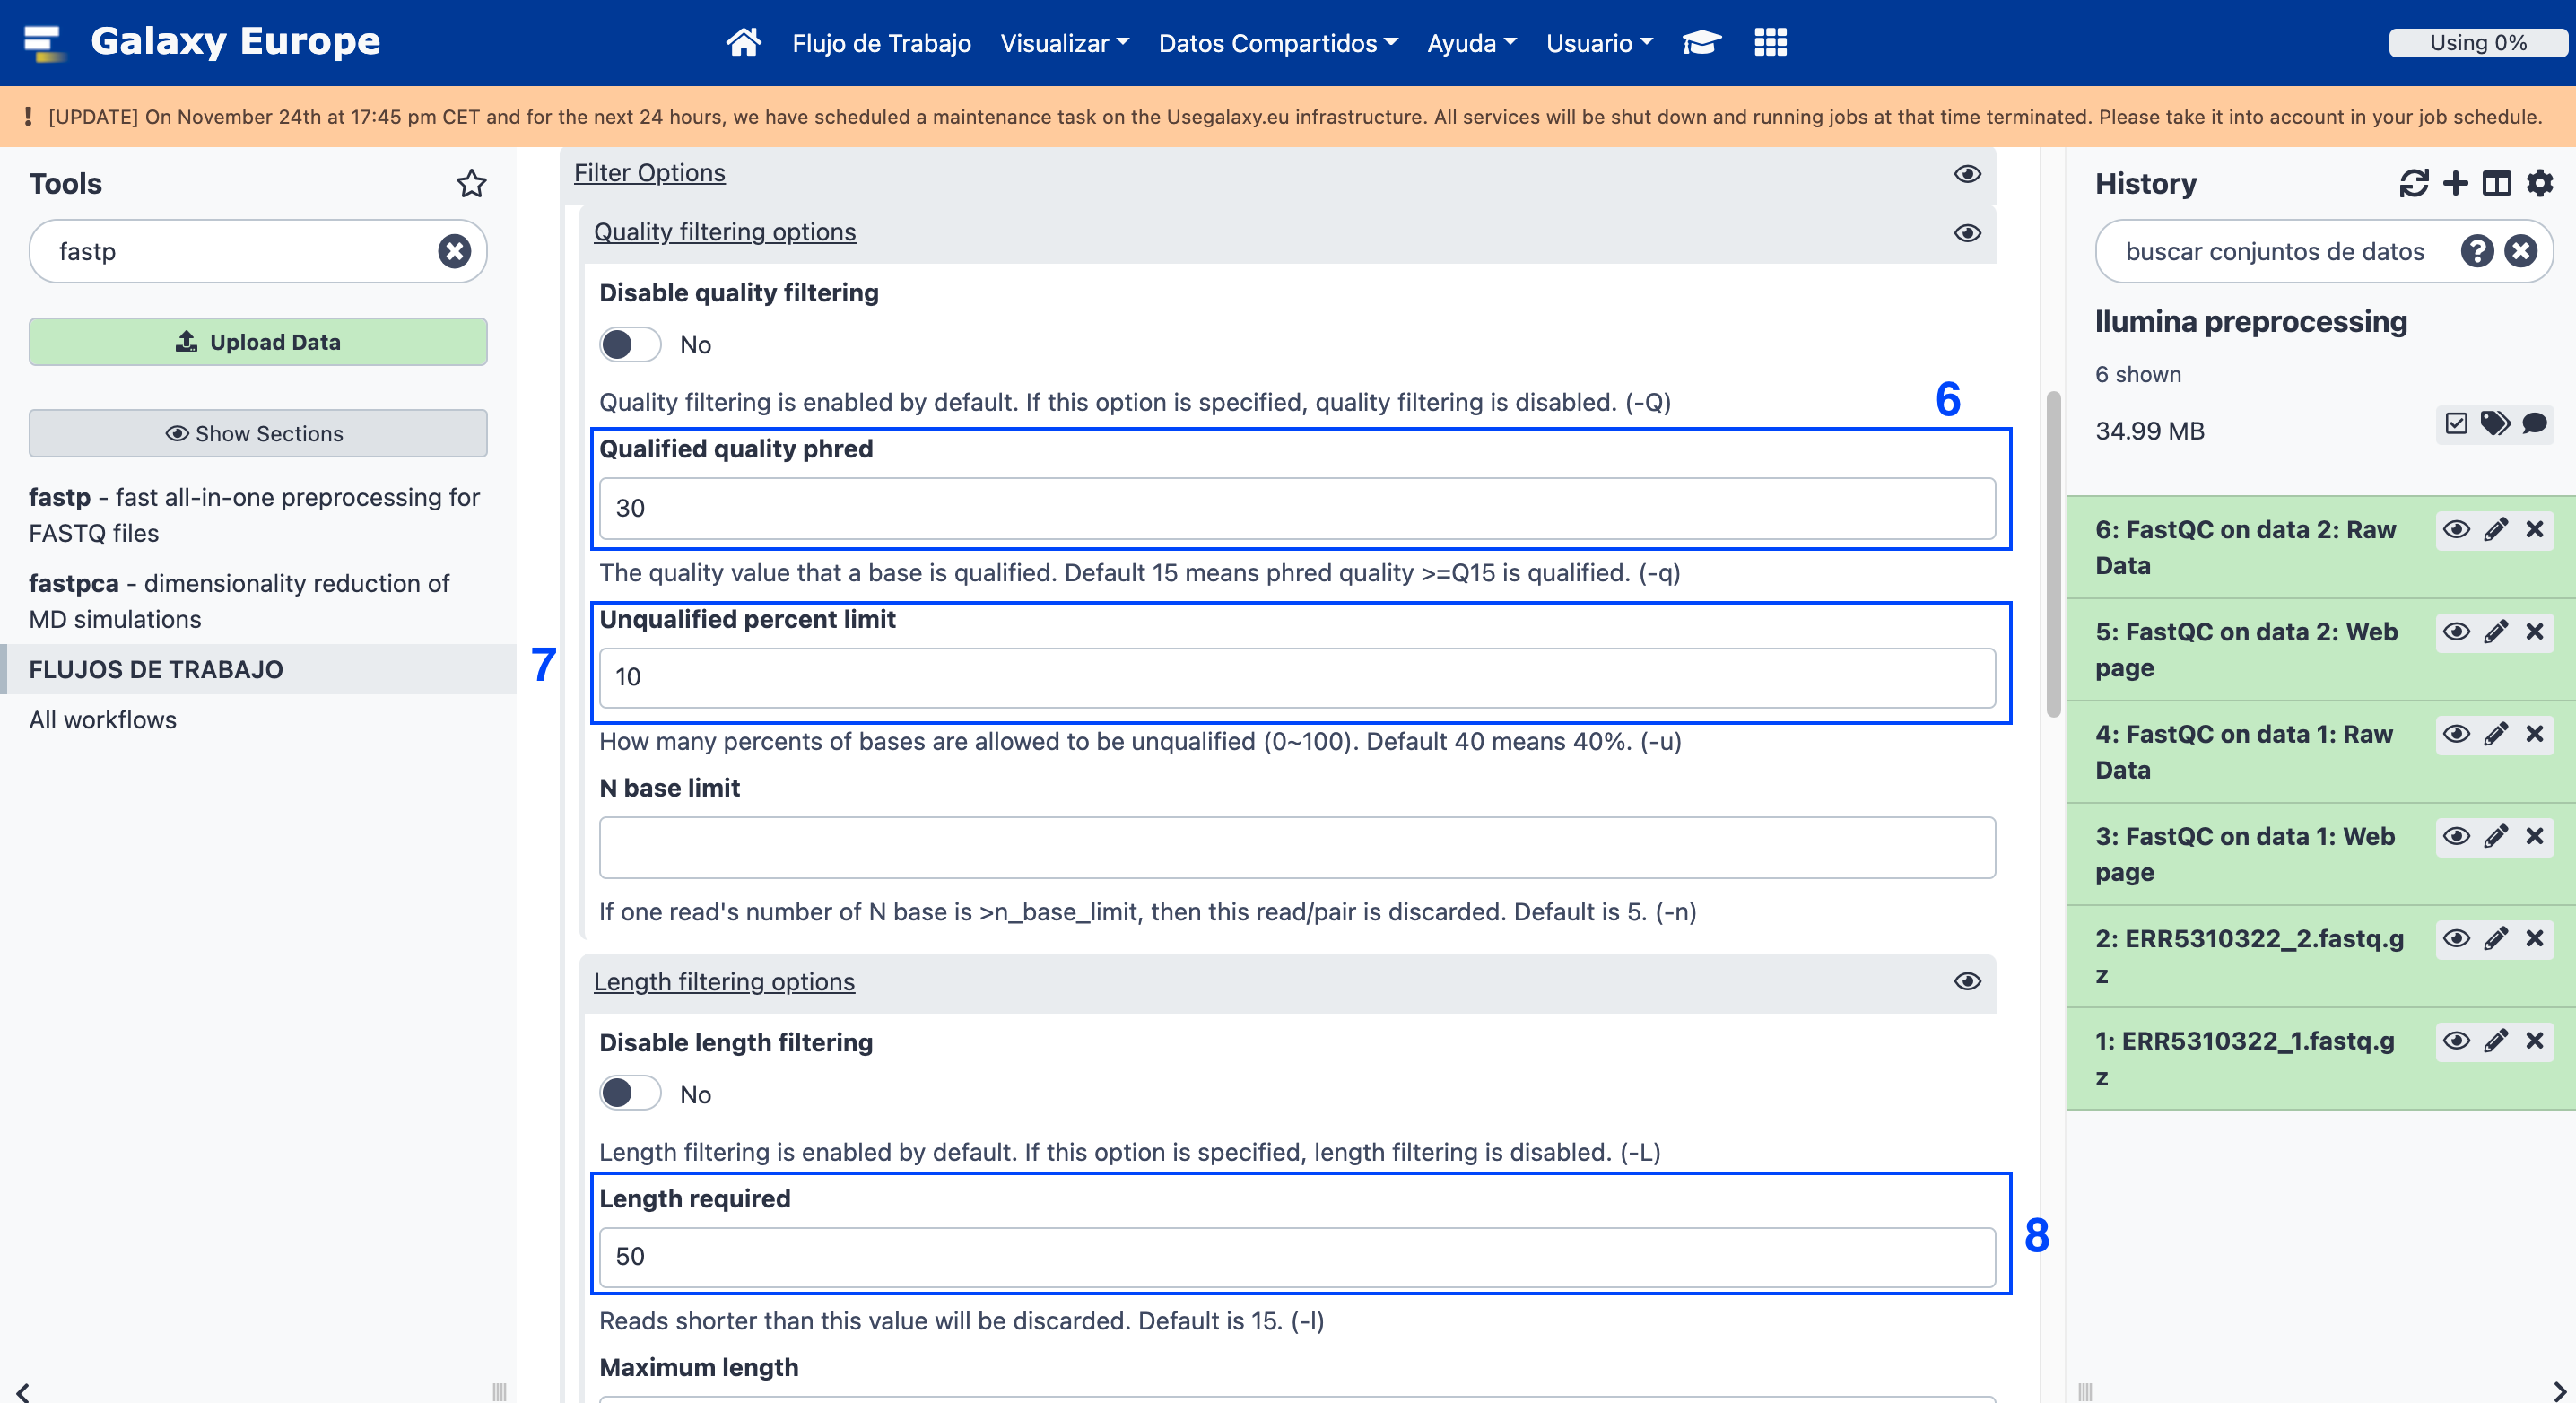 Galaxy Europe
Flujo de Trabajo Visualizar Datos Compartidos Ayuda Usuario
Using 0%
[UPDATE] On November 24th at 17:45 pm CET and for the next 24 hours, we have scheduled a maintenance task on the Usegalaxy.eu infrastructure. All services will be shut down and running jobs at that time terminated. Please take it into account in your job schedule.
Tools
fastp
Upload Data
Show Sections
fastp - fast all-in-one preprocessing for
FASTQ files
fastpca - dimensionality reduction of
MD simulations
FLUJOS DE TRABAJO
All workflows
Filter Options
Quality filtering options
Disable quality filtering
No
Quality filtering is enabled by default. If this option is specified, quality filtering is disabled. (-Q)
6
Qualified quality phred
30
The quality value that a base is qualified. Default 15 means phred quality >=Q15 is qualified. (-q)
7
Unqualified percent limit
10
How many percents of bases are allowed to be unqualified (0~100). Default 40 means 40%. (-u)
N base limit
If one read's number of N base is >n_base_limit, then this read/pair is discarded. Default is 5. (-n)
Length filtering options
Disable length filtering
No
Length filtering is enabled by default. If this option is specified, length filtering is disabled. (-L)
Length required
50
8
Reads shorter than this value will be discarded. Default is 15. (-l)
Maximum length
History
buscar conjuntos de datos
Ilumina preprocessing
6 shown
34.99 MB
6: FastQC on data 2: Raw
Data
5: FastQC on data 2: Web
page
4: FastQC on data 1: Raw
Data
3: FastQC on data 1: Web
page
2: ERR5310322_2.fastq.g
z
1: ERR5310322_1.fastq.g
z